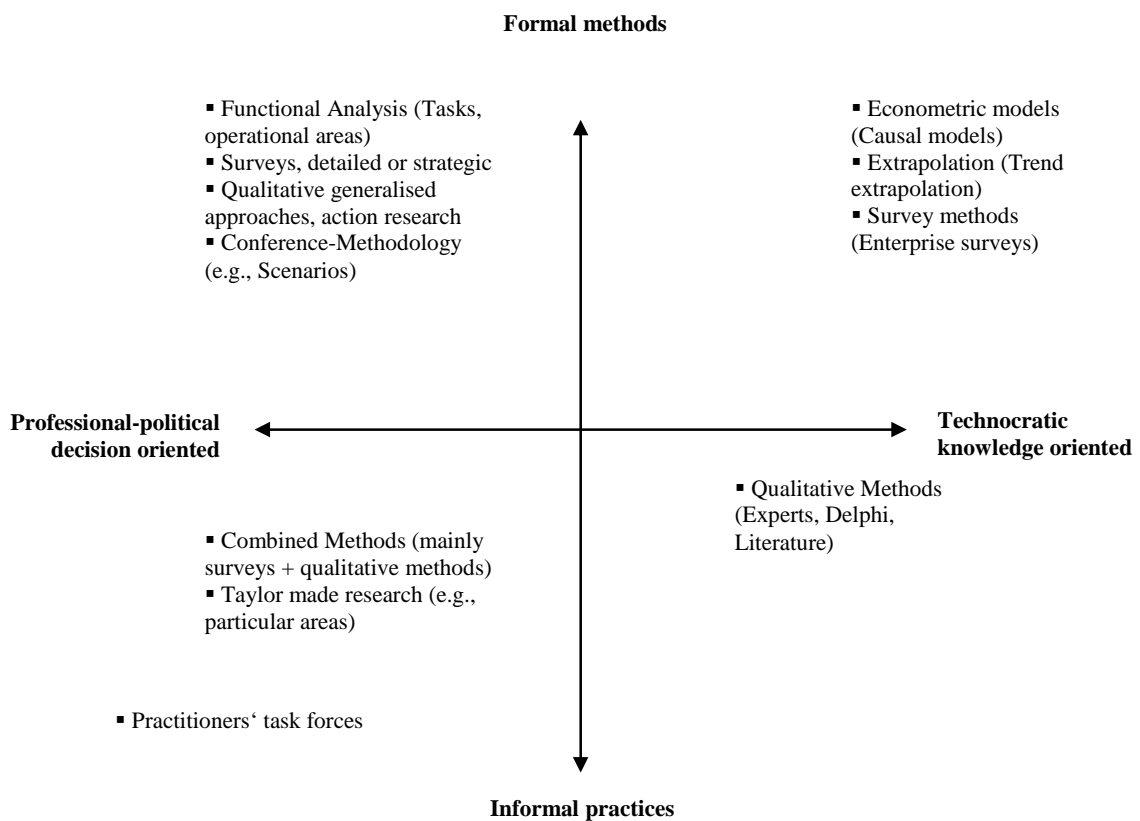 Formal methods
▪ Functional Analysis (Tasks,
operational areas)
▪ Surveys, detailed or strategic
▪ Qualitative generalised
approaches, action research
▪ Conference-Methodology
(e.g., Scenarios)
▪ Econometric models
(Causal models)
▪ Extrapolation (Trend
extrapolation)
▪ Survey methods
(Enterprise surveys)
Professional-political
decision oriented
Technocratic
knowledge oriented
▪ Qualitative Methods
(Experts, Delphi,
Literature)
▪ Combined Methods (mainly
surveys + qualitative methods)
▪ Taylor made research (e.g.,
particular areas)
▪ Practitioners‘ task forces
Informal practices